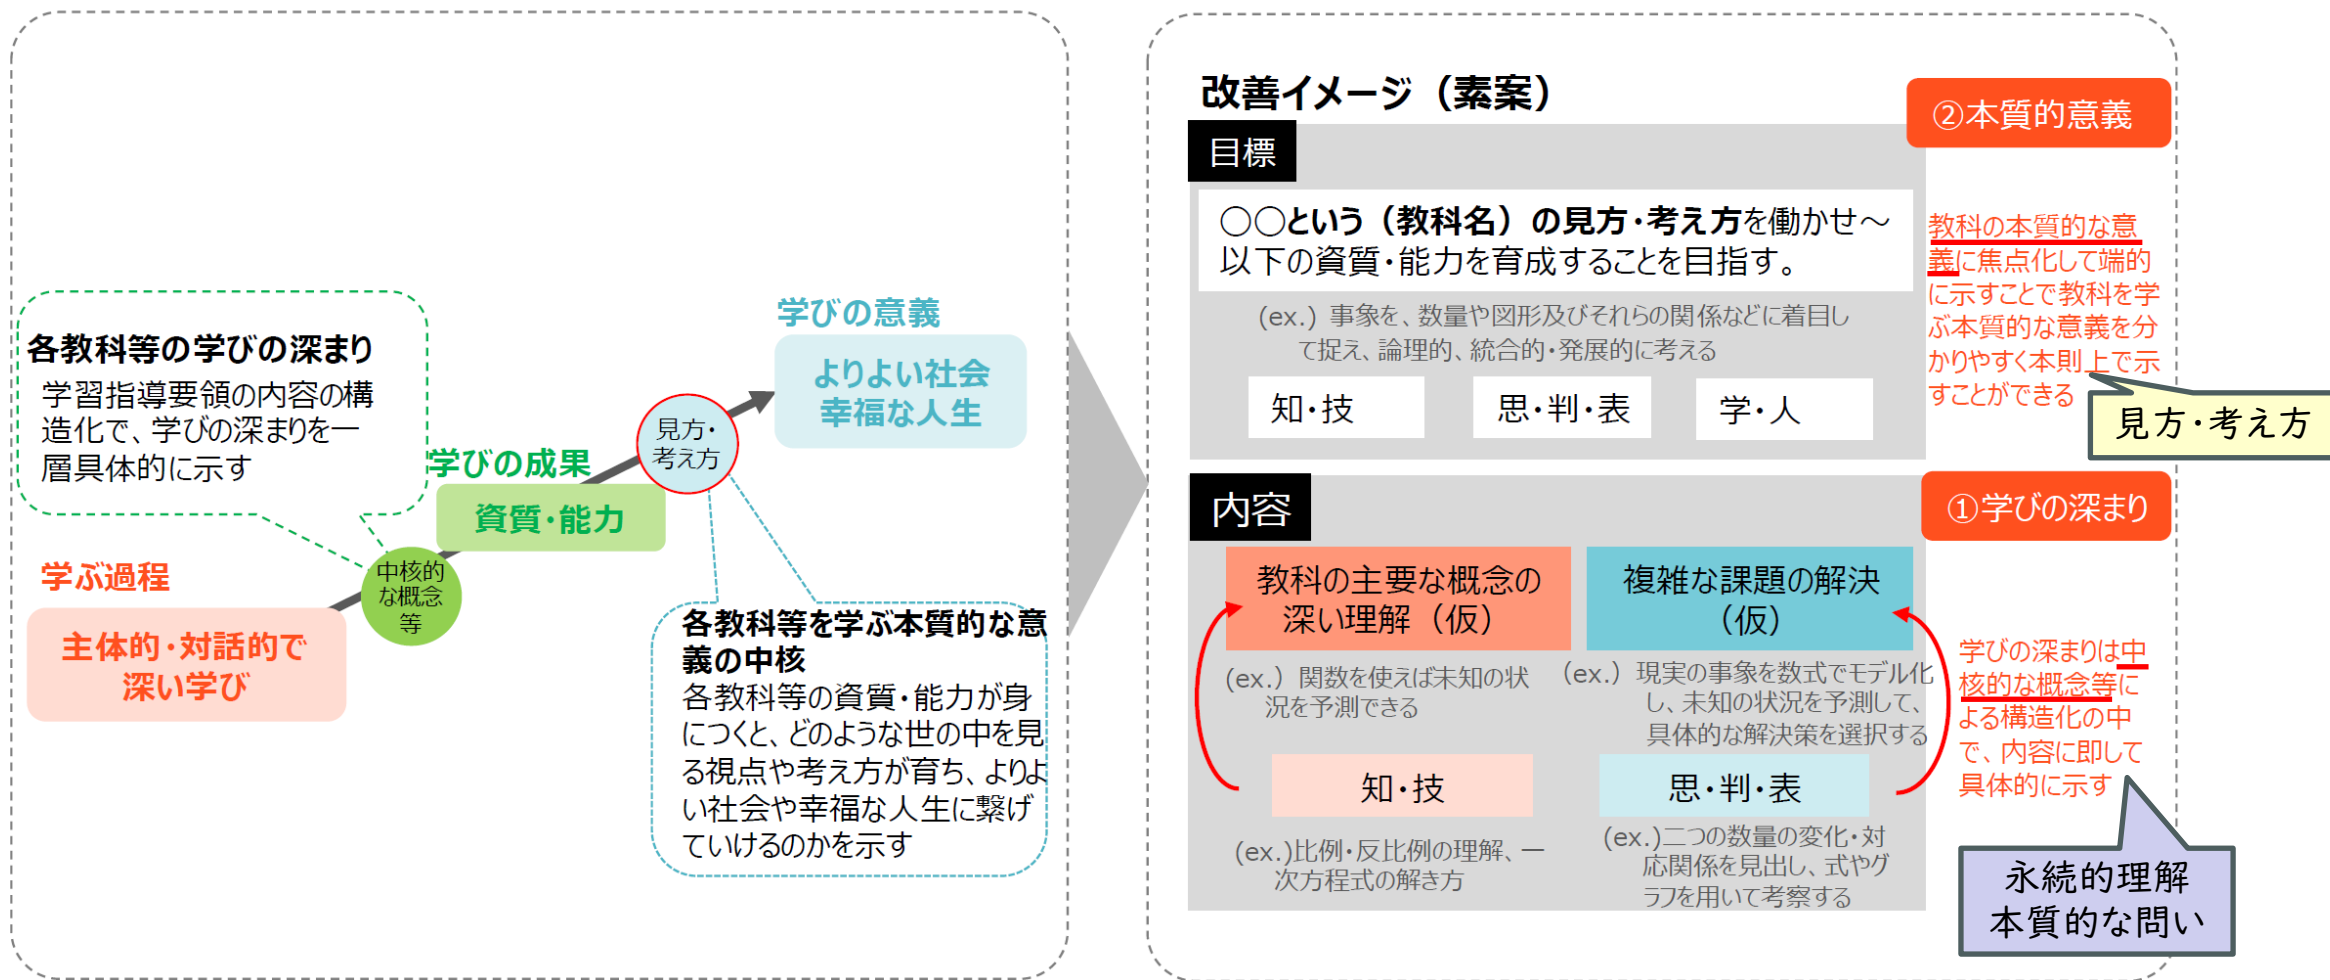 各教科等の学びの深まり
学習指導要領の内容の構
造化で、学びの深まりを一
層具体的に示す
学ぶ過程
主体的・対話的で
深い学び
中核的
な概念
等
学びの成果
資質・能力
見方・
考え方
学びの意義
よりよい社会
幸福な人生
各教科等を学ぶ本質的な意
義の中核
各教科等の資質・能力が身
につくと、どのような世の中を見
る視点や考え方が育ち、よりよ
い社会や幸福な人生に繋げ
ていけるのかを示す
改善イメージ（素案）
②本質的意義
目標
○○という（教科名）の見方・考え方を働かせ～
以下の資質・能力を育成することを目指す。
(ex.) 事象を、数量や図形及びそれらの関係などに着目し
て捉え、論理的、統合的・発展的に考える
知・技
思・判・表
学・人
教科の本質的な意
義に焦点化して端的
に示すことで教科を学
ぶ本質的な意義を分
かりやすく本則上で示
すことができる
見方・考え方
内容
①学びの深まり
教科の主要な概念の
深い理解（仮）
(ex.) 関数を使えば未知の状
況を予測できる
知・技
(ex.)比例・反比例の理解、一
次方程式の解き方
複雑な課題の解決
（仮）
(ex.) 現実の事象を数式でモデル化
し、未知の状況を予測して、
具体的な解決策を選択する
思・判・表
(ex.)二つの数量の変化・対
応関係を見出し、式やグ
ラフを用いて考察する
学びの深まりは中
核的な概念等に
よる構造化の中
で、内容に即して
具体的に示す
永続的理解
本質的な問い